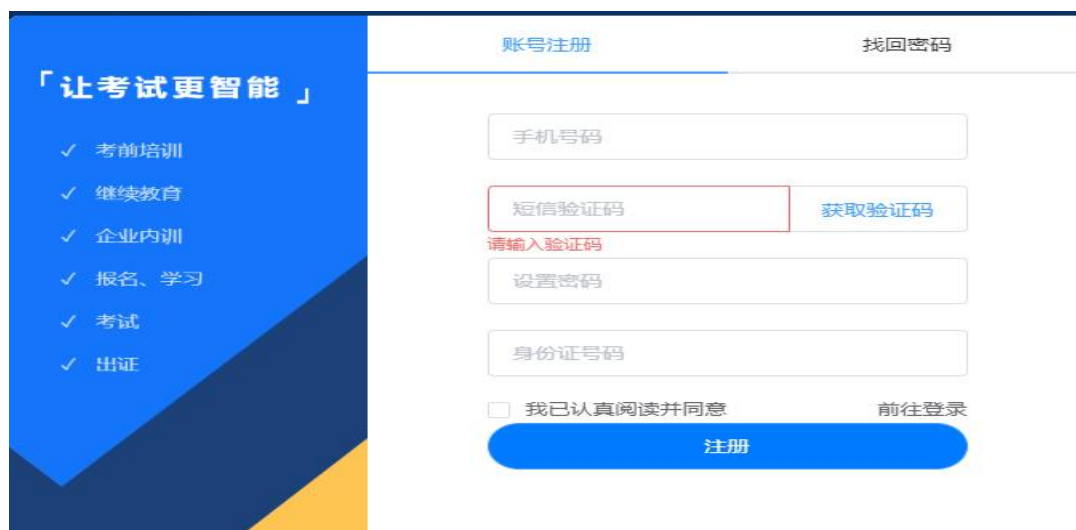 「让考试更智能 」
✓ 考前培训
✓ 继续教育
✓ 企业内训
✓ 报名、学习
✓ 考试
✓ 出证
账号注册 找回密码
手机号码
短信验证码 获取验证码
请输入验证码
设置密码
身份证号码
我已认真阅读并同意 前往登录
注册